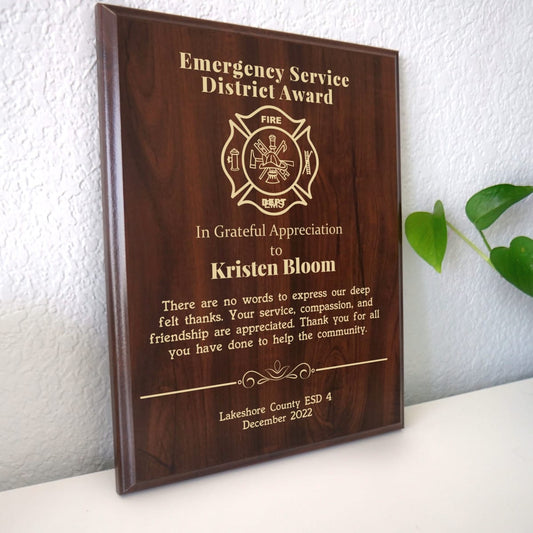 Emergency Service
District Award
FIRE
DEPT
In Grateful Appreciation
to
Kristen Bloom
There are no words to express our deep
felt thanks. Your service, compassion, and
friendship are appreciated. Thank you for all
you have done to help the community.
Lakeshore County ESD 4
December 2022